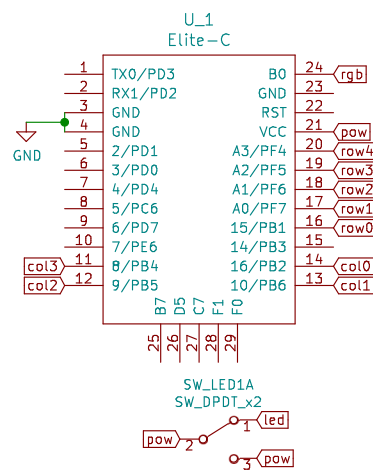 U_1
Elite-C
1 TX0/PD3 B0 24 rgb
2 RX1/PD2 GND 23
3 GND RST 22
4 GND VCC 21 pow
GND
5 2/PD1 A3/PF4 20 row4
6 3/PD0 A2/PF5 19 row3
7 4/PD4 A1/PF6 18 row2
8 5/PC6 A0/PF7 17 row1
9 6/PD7 15/PB1 16 row0
10 7/PE6 14/PB3 15
col3 11 8/PB4 16/PB2 14 col0
col2 12 9/PB5 10/PB6 13 col1
B7 D5 C7 F1 F0
25 26 27 28 29
SW_LED1A
SW_DPDT_x2
1 led
pow 2
3 pow